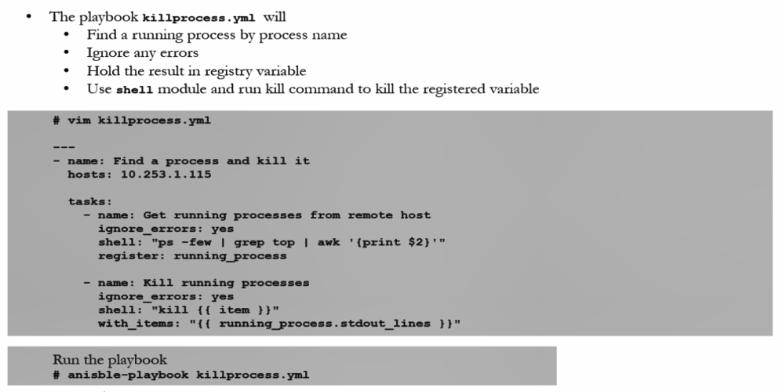 • The playbook killprocess.yml will
• Find a running process by process name
• Ignore any errors
• Hold the result in registry variable
• Use shell module and run kill command to kill the registered variable
# vim killprocess.yml
---
- name: Find a process and kill it
hosts: 10.253.1.115
tasks:
- name: Get running processes from remote host
ignore_errors: yes
shell: "ps -few | grep top | awk '{print $2}'"
register: running_process
- name: Kill running processes
ignore_errors: yes
shell: "kill {{ item }}"
with_items: "{{ running_process.stdout_lines }}"
Run the playbook
# anisble-playbook killprocess.yml